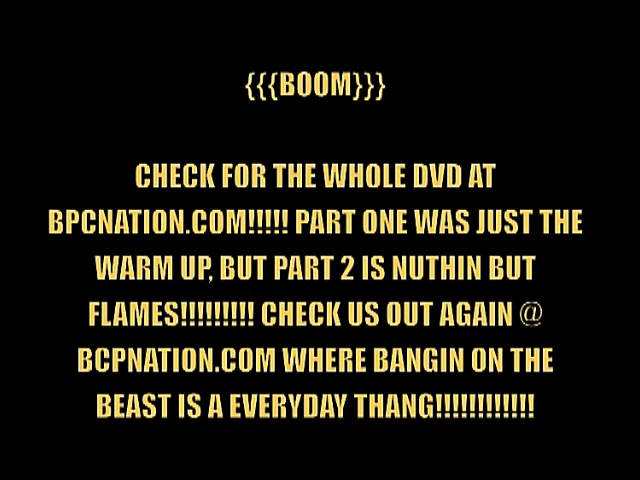 {{{BOOM}}}
CHECK FOR THE WHOLE DVD AT
BPCNATION.COM!!!!! PART ONE WAS JUST THE
WARM UP, BUT PART 2 IS NUTHIN BUT
FLAMES!!!!!!!!! CHECK US OUT AGAIN @
BCPNATION.COM WHERE BANGIN ON THE
BEAST IS A EVERYDAY THANG!!!!!!!!!!!!